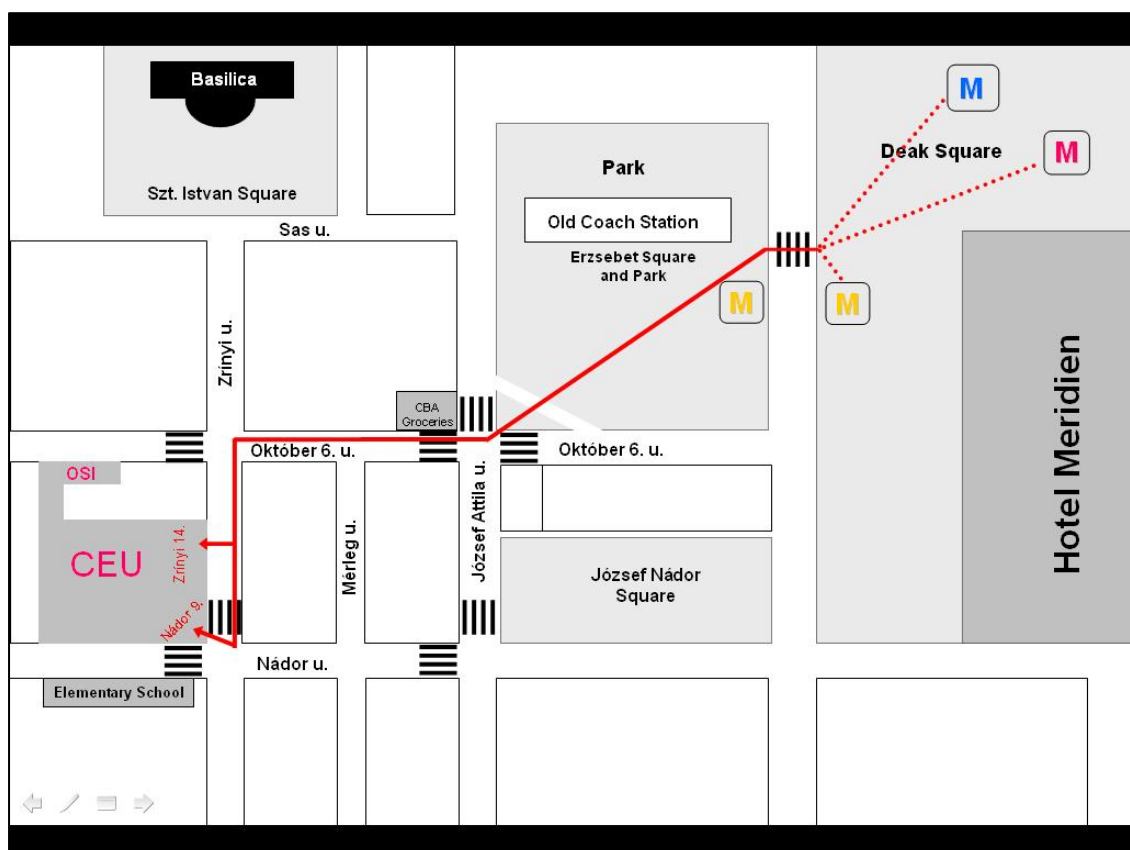 Basilica
Szt. Istvan Square
Sas u.
Park
Old Coach Station
Erzsebet Square
and Park
M
M
Deak Square
M
M
Hotel Meridien
Zrínyi u.
CBA
Groceries
Október 6. u.
Október 6. u.
OSI
CEU
Zrínyi 14.
Nádor 9.
Mérleg u.
József Attila u.
József Nádor
Square
Nádor u.
Elementary School